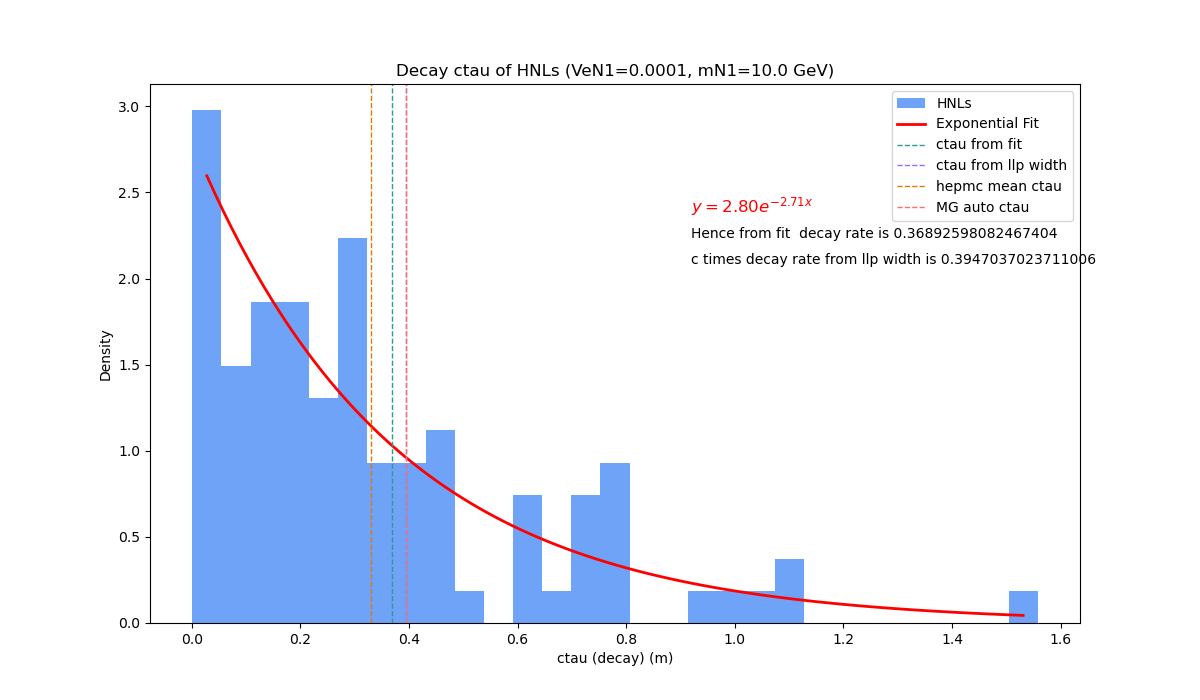 Decay ctau of HNLs (VeN1=0.0001, mN1=10.0 GeV)
3.0
2.5
2.0
1.5
1.0
0.5
0.0
Density
HNLs
Exponential Fit
ctau from fit
ctau from llp width
hepmc mean ctau
MG auto ctau
y = 2.80e^{-2.71x}
Hence from fit  decay rate is 0.36892598082467404
c times decay rate from llp width is 0.3947037023711006
0.0 0.2 0.4 0.6 0.8 1.0 1.2 1.4 1.6
ctau (decay) (m)